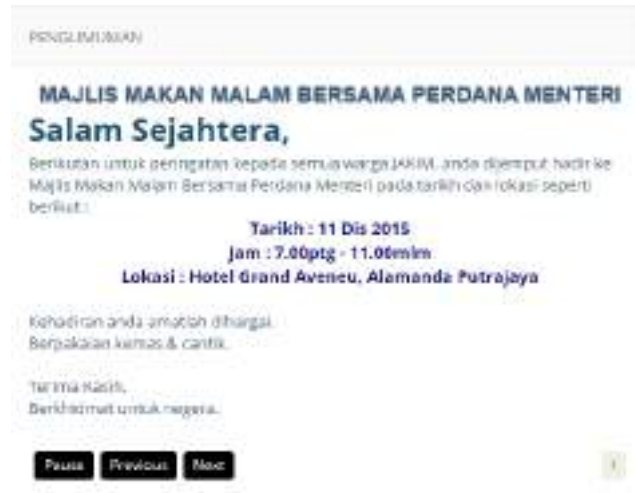 PENGUMUMAN
MAJLIS MAKAN MALAM BERSAMA PERDANA MENTERI
Salam Sejahtera,
Berikutan untuk peringatan kepada semua warga JAKIM, anda dijemput hadir ke
Majlis Makan Malam Bersama Perdana Menteri pada tarikh dan lokasi seperti
berikut :
Tarikh : 11 Dis 2015
Jam : 7.00ptg - 11.00mlm
Lokasi : Hotel Grand Aveneu, Alamanda Putrajaya
Kehadiran anda amatlah dihargai.
Berpakaian kemas & cantik.
Terima Kasih,
Berkhidmat untuk negara.
Pause Previous Next